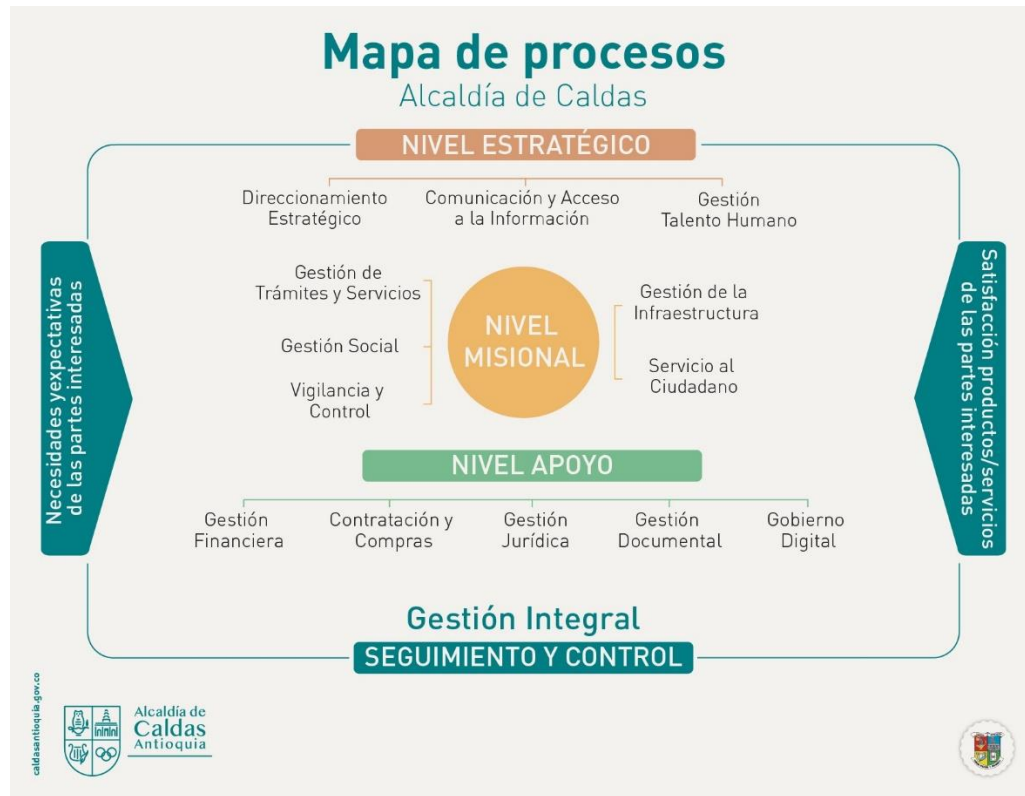 Mapa de procesos
Alcaldía de Caldas
NIVEL ESTRATÉGICO
Direccionamiento
Estratégico
Comunicación y Acceso
a la Información
Gestión
Talento Humano
Necesidades yexpectativas
de las partes interesadas
Gestión de
Trámites y Servicios
Gestión Social
Vigilancia y
Control
NIVEL
MISIONAL
Gestión de la
Infraestructura
Servicio al
Ciudadano
Satisfacción productos/servicios
de las partes interesadas
NIVEL APOYO
Gestión
Financiera
Contratación y
Compras
Gestión
Jurídica
Gestión
Documental
Gobierno
Digital
Gestión Integral
SEGUIMIENTO Y CONTROL
caldasantioquia.gov.co
Alcaldía de
Caldas
Antioquia